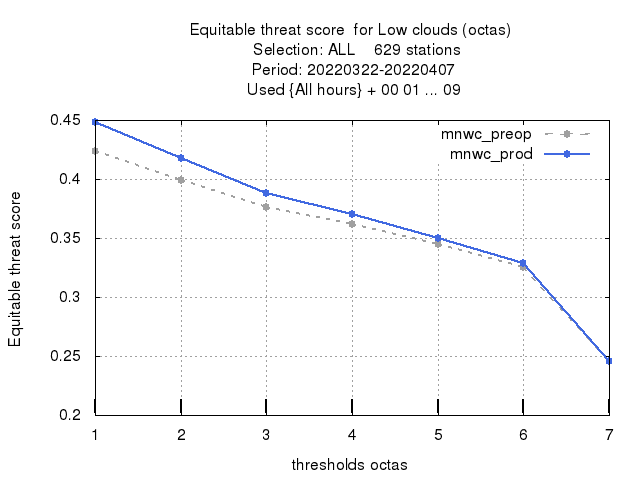 Equitable threat score  for Low clouds (octas)
Selection: ALL    629 stations
Period: 20220322-20220407
Used {All hours} + 00 01 ... 09
mnwc_preop
mnwc_prod
0.45
0.4
0.35
0.3
0.25
0.2
Equitable threat score
1 2 3 4 5 6 7
thresholds octas